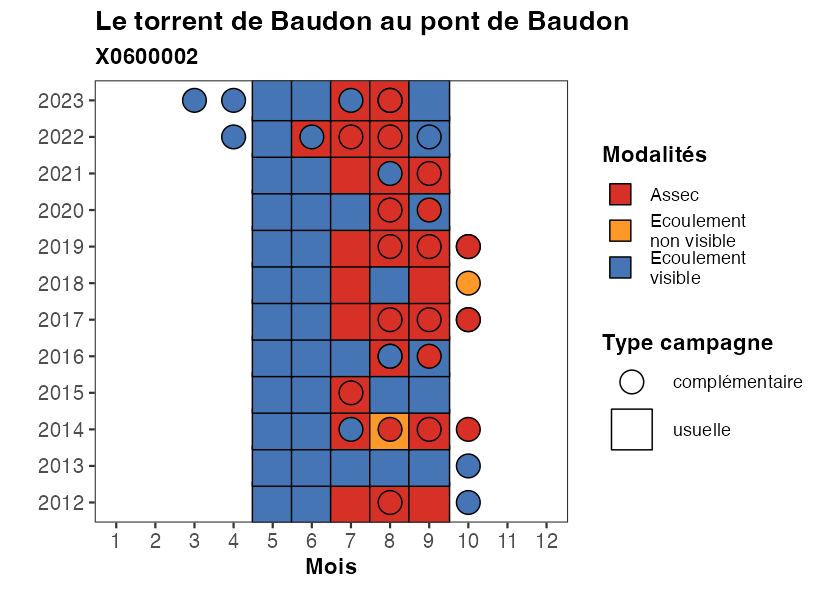 Le torrent de Baudon au pont de Baudon
X0600002
2023
2022
2021
2020
2019
2018
2017
2016
2015
2014
2013
2012
1 2 3 4 5 6 7 8 9 10 11 12
Mois
Modalités
Assec
Ecoulement
non visible
Ecoulement
visible
Type campagne
complémentaire
usuelle